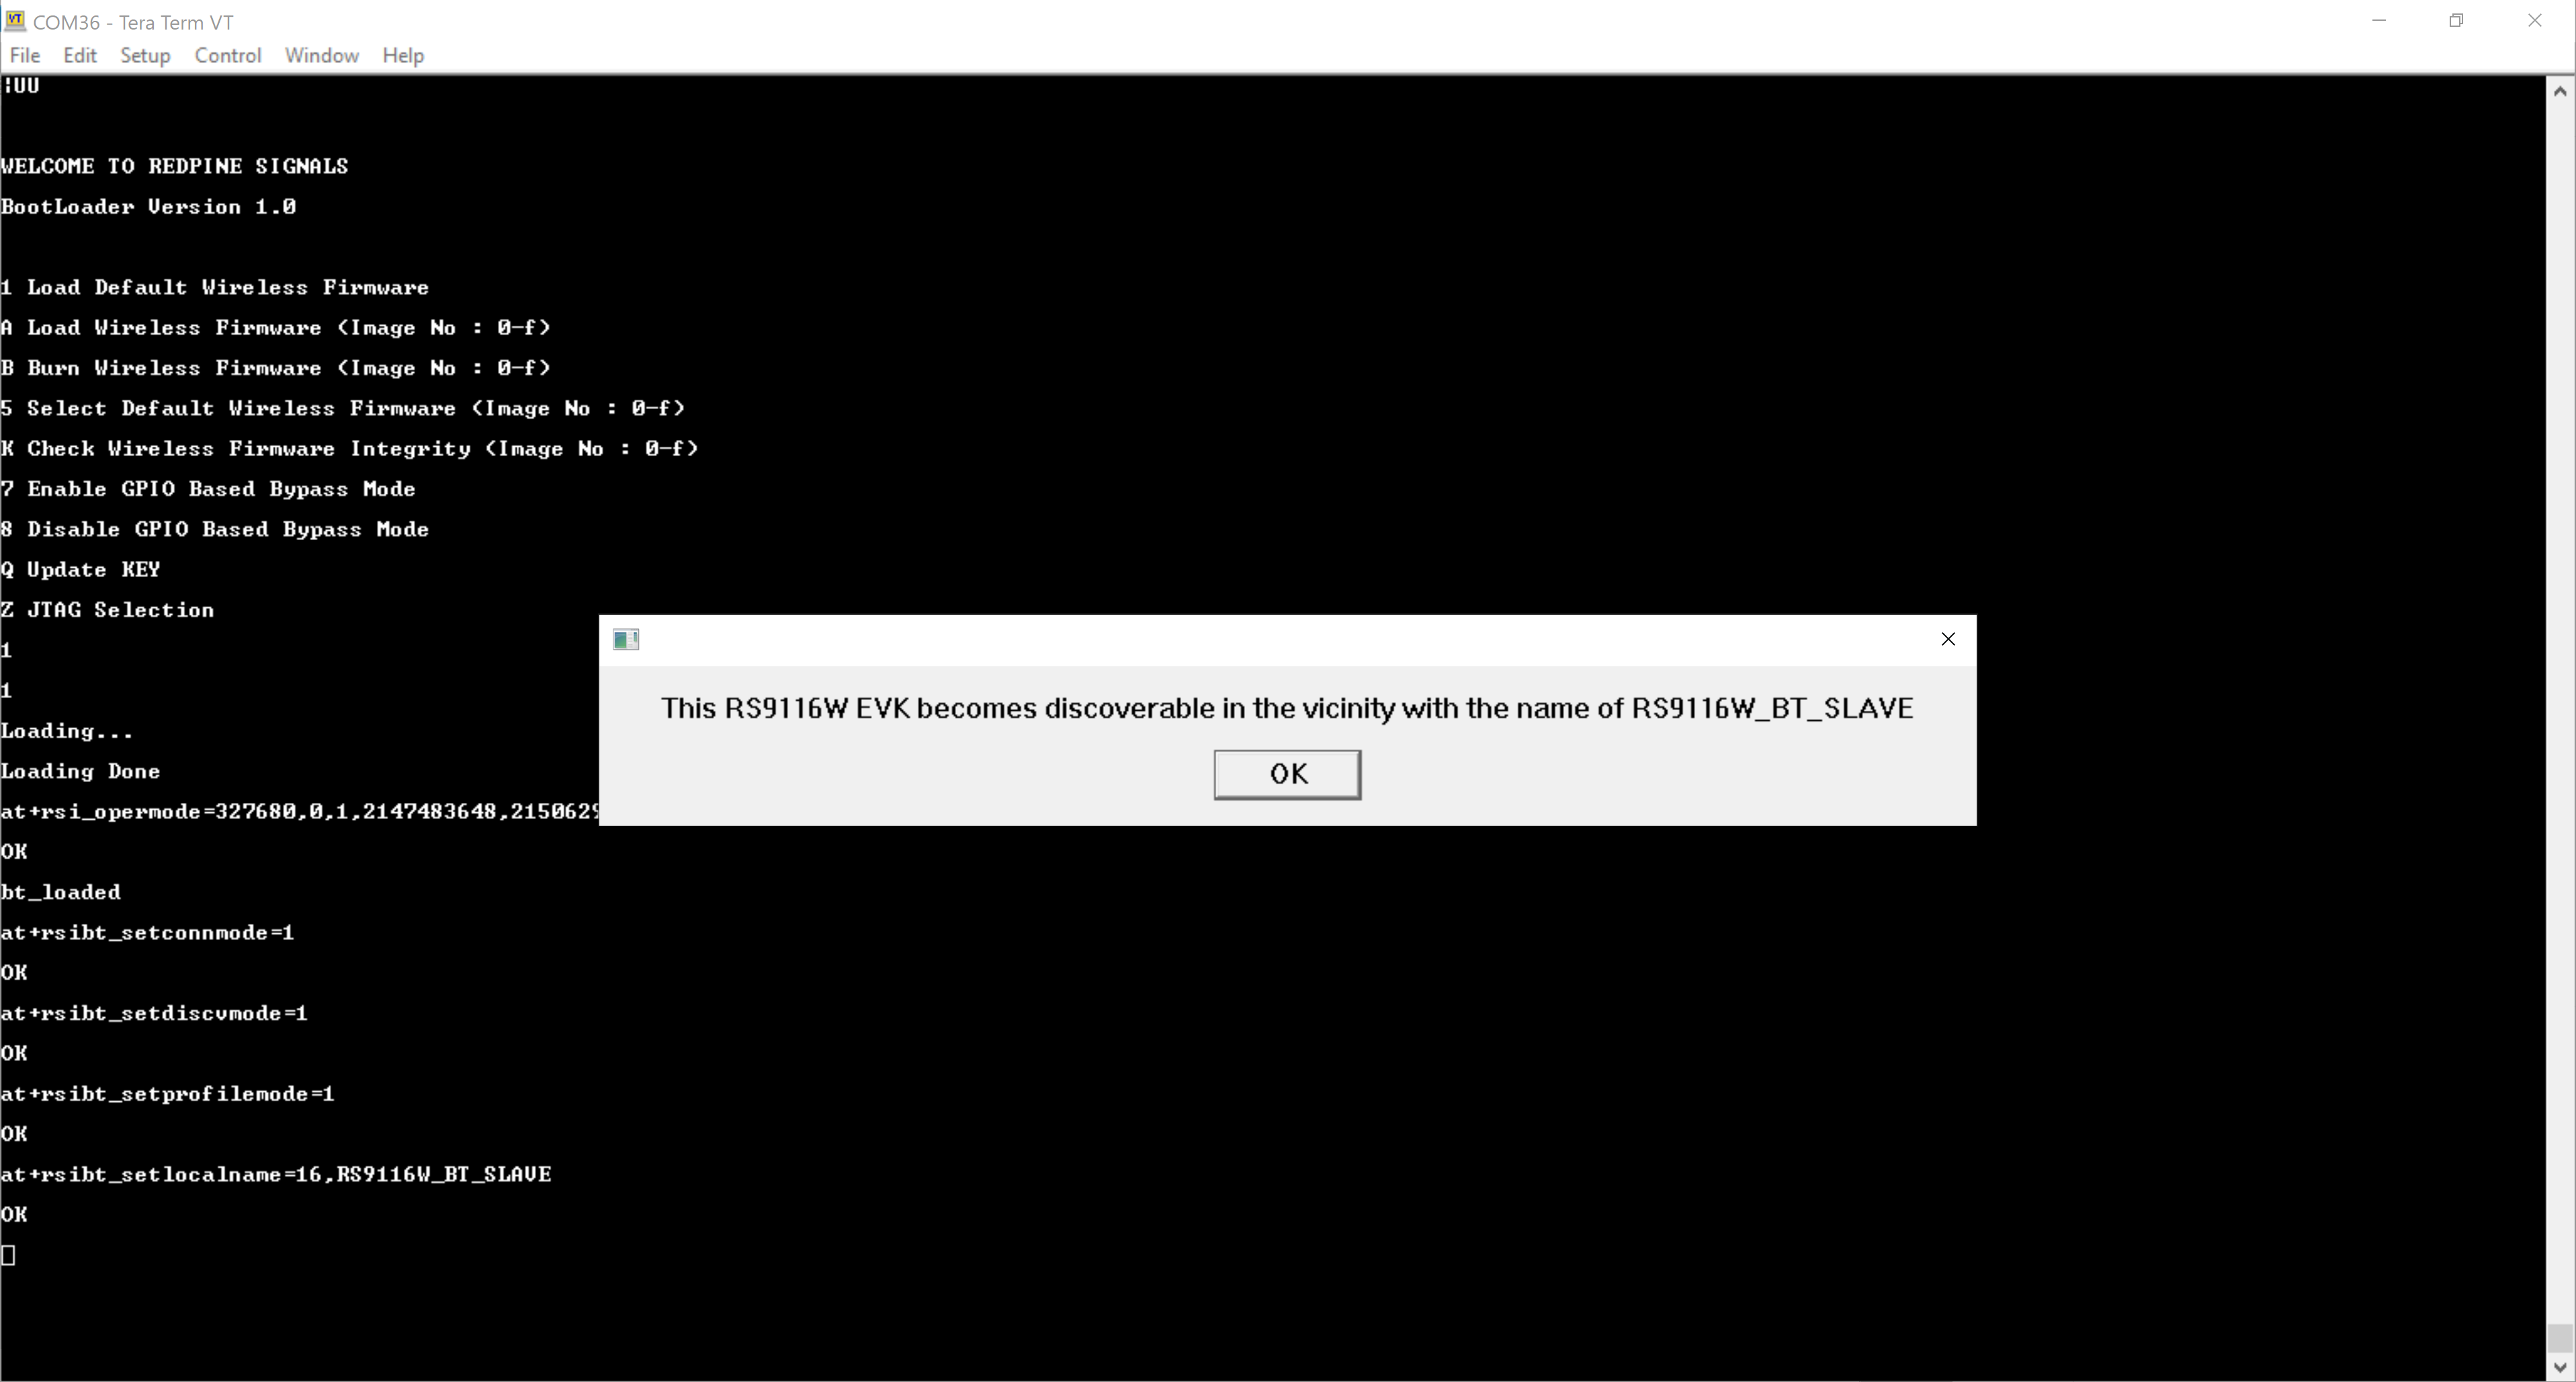 COM36 - Tera Term VT
File Edit Setup Control Window Help
WELCOME TO REDPINE SIGNALS
BootLoader Version 1.0
1 Load Default Wireless Firmware
A Load Wireless Firmware (Image No : 0-f)
B Burn Wireless Firmware (Image No : 0-f)
5 Select Default Wireless Firmware (Image No : 0-f)
K Check Wireless Firmware Integrity (Image No : 0-f)
7 Enable GPIO Based Bypass Mode
8 Disable GPIO Based Bypass Mode
Q Update KEY
Z JTAG Selection
1
1
Loading...
Loading Done
at+rsi_opermode=327680,0,1,2147483648,215062
OK
bt_loaded
at+rsibt_setconnmode=1
OK
at+rsibt_setdiscvmode=1
OK
at+rsibt_setprofilemode=1
OK
at+rsibt_setlocalname=16,RS9116W_BT_SLAVE
OK
This RS9116W EVK becomes discoverable in the vicinity with the name of RS9116W_BT_SLAVE
OK